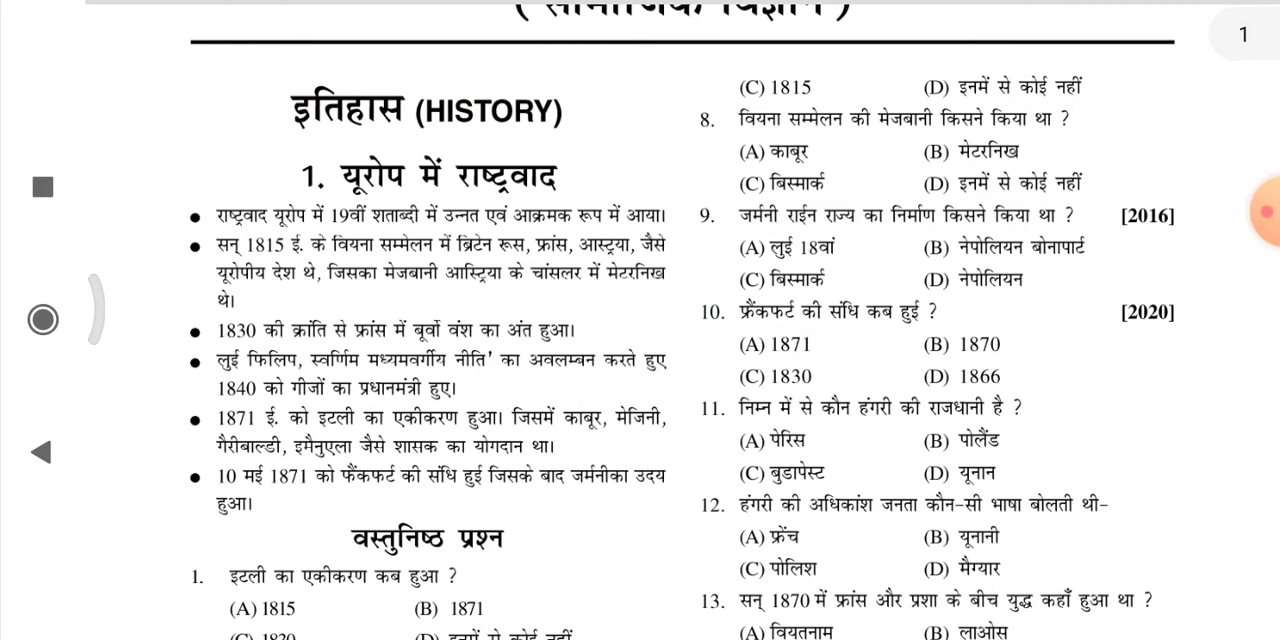 ( सामाजिक विज्ञान )
1
इतिहास (HISTORY)
1. यूरोप में राष्ट्रवाद
● राष्ट्रवाद यूरोप में 19वीं शताब्दी में उन्नत एवं आक्रमक रूप में आया।
● सन् 1815 ई. के वियना सम्मेलन में ब्रिटेन रूस, फ्रांस, आस्ट्रया, जैसे
यूरोपीय देश थे, जिसका मेजबानी आस्ट्रिया के चांसलर में मेटरनिख
थे।
● 1830 की क्रांति से फ्रांस में बूर्वो वंश का अंत हुआ।
● लुई फिलिप, स्वर्णिम मध्यमवर्गीय नीति' का अवलम्बन करते हुए
1840 को गीजों का प्रधानमंत्री हुए।
● 1871 ई. को इटली का एकीकरण हुआ। जिसमें काबूर, मेजिनी,
गैरीबाल्डी, इमैनुएला जैसे शासक का योगदान था।
● 10 मई 1871 को फैंकफर्ट की संधि हुई जिसके बाद जर्मनीका उदय
हुआ।
वस्तुनिष्ठ प्रश्न
1. इटली का एकीकरण कब हुआ ?
(A) 1815 (B) 1871
(C) 1820 (D) इनमें से कोई नहीं
(C) 1815 (D) इनमें से कोई नहीं
8. वियना सम्मेलन की मेजबानी किसने किया था ?
(A) काबूर (B) मेटरनिख
(C) बिस्मार्क (D) इनमें से कोई नहीं
9. जर्मनी राईन राज्य का निर्माण किसने किया था ? [2016]
(A) लुई 18वां (B) नेपोलियन बोनापार्ट
(C) बिस्मार्क (D) नेपोलियन
10. फ्रैंकफर्ट की संधि कब हुई ? [2020]
(A) 1871 (B) 1870
(C) 1830 (D) 1866
11. निम्न में से कौन हंगरी की राजधानी है ?
(A) पेरिस (B) पोलैंड
(C) बुडापेस्ट (D) यूनान
12. हंगरी की अधिकांश जनता कौन-सी भाषा बोलती थी-
(A) फ्रेंच (B) यूनानी
(C) पोलिश (D) मैग्यार
13. सन् 1870 में फ्रांस और प्रशा के बीच युद्ध कहाँ हुआ था ?
(A) वियतनाम (B) लाओस